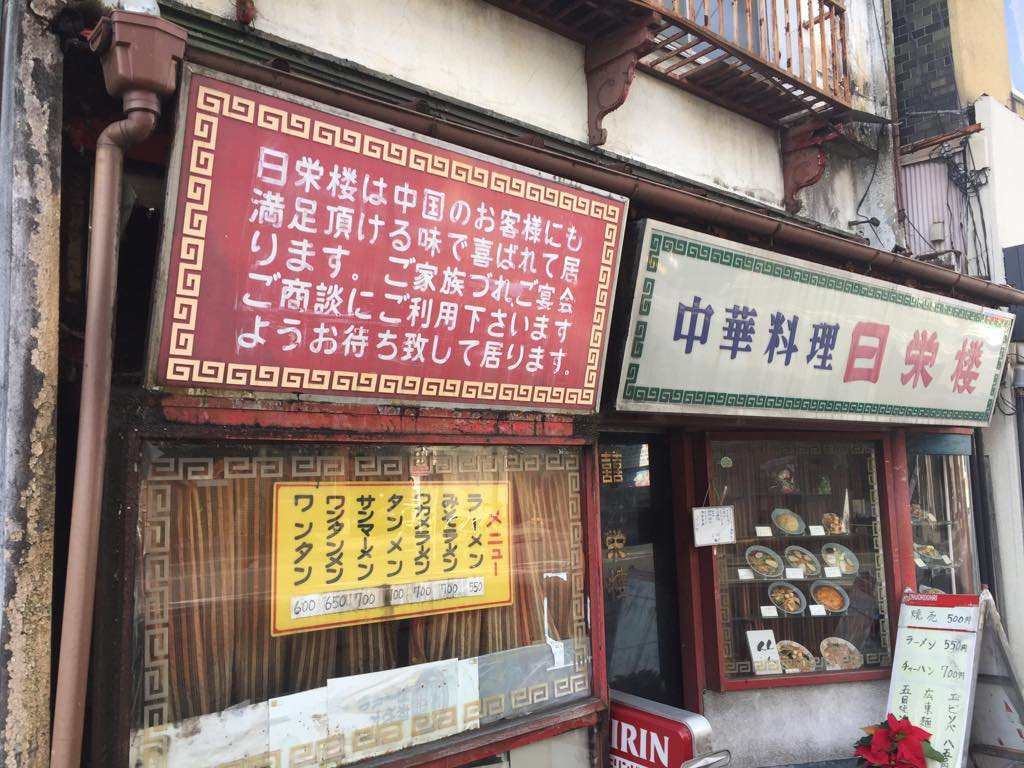 日栄楼は中国のお客様にも
満足頂ける味で喜ばれて居
ります。ご家族づれ、ご宴会
ご商談にご利用下さいます
ようお待ち致して居ります。
中華料理 日栄楼
メニュー
ラーメン 550
みそラーメン 700
ワカメラーメン 700
タンメン 700
サンマーメン 700
ワンタンメン 650
ワンタン 600
囍
栄楼
焼売 500円
ラーメン 550円
チャーハン 700円
広東麺
IRIN